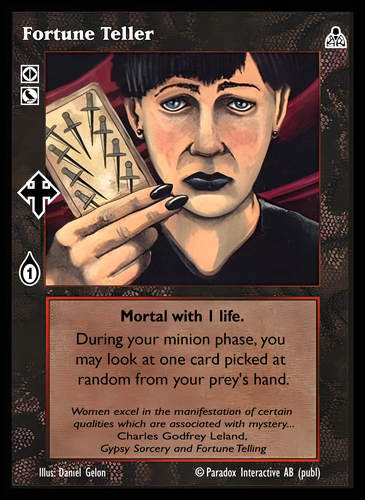 Fortune Teller
1
Mortal with 1 life.
During your minion phase, you
may look at one card picked at
random from your prey's hand.
Women excel in the manifestation of certain
qualities which are associated with mystery...
Charles Godfrey Leland,
Gypsy Sorcery and Fortune Telling
Illus: Daniel Gelon © Paradox Interactive AB (publ)